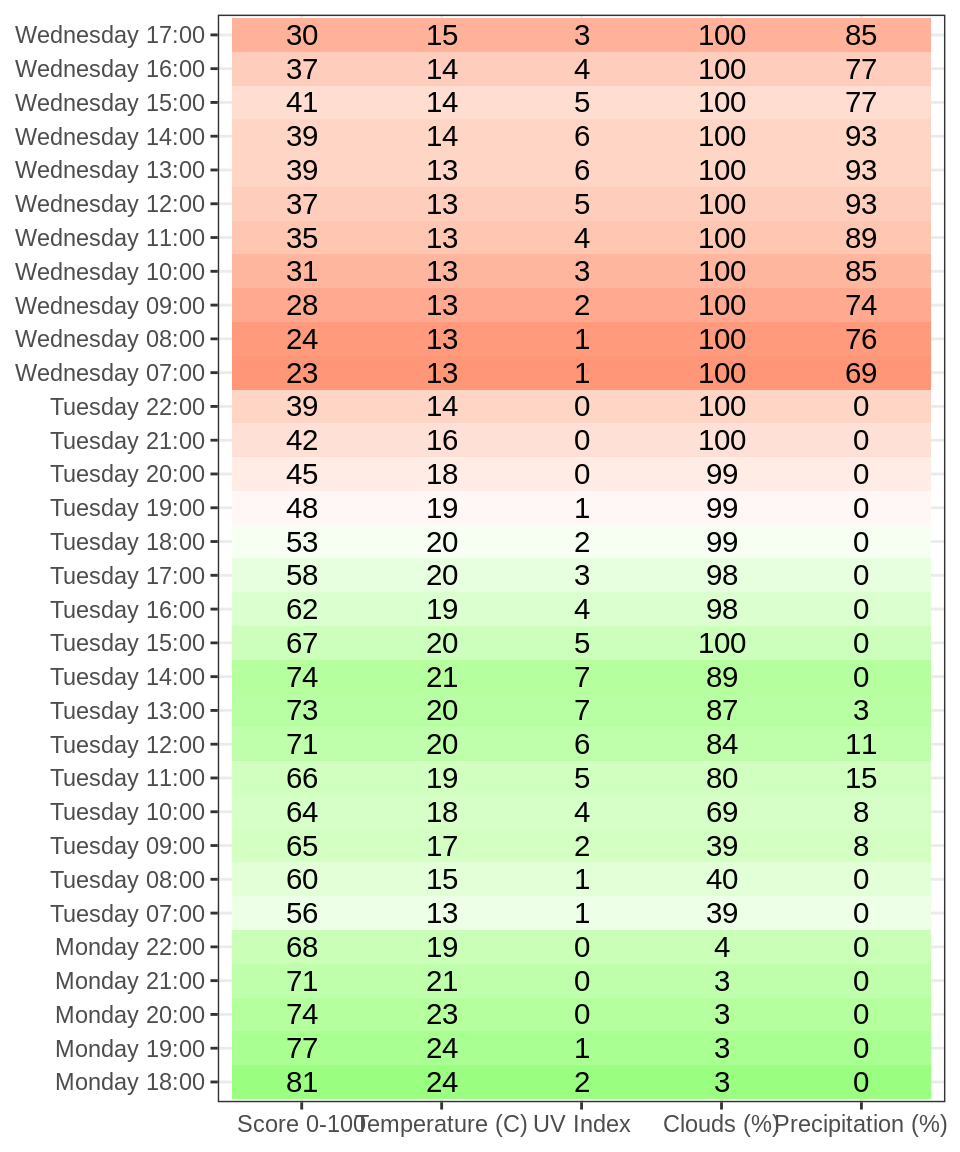 Wednesday 17:00 30 15 3 100 85
Wednesday 16:00 37 14 4 100 77
Wednesday 15:00 41 14 5 100 77
Wednesday 14:00 39 14 6 100 93
Wednesday 13:00 39 13 6 100 93
Wednesday 12:00 37 13 5 100 93
Wednesday 11:00 35 13 4 100 89
Wednesday 10:00 31 13 3 100 85
Wednesday 09:00 28 13 2 100 74
Wednesday 08:00 24 13 1 100 76
Wednesday 07:00 23 13 1 100 69
Tuesday 22:00 39 14 0 100 0
Tuesday 21:00 42 16 0 100 0
Tuesday 20:00 45 18 0 99 0
Tuesday 19:00 48 19 1 99 0
Tuesday 18:00 53 20 2 99 0
Tuesday 17:00 58 20 3 98 0
Tuesday 16:00 62 19 4 98 0
Tuesday 15:00 67 20 5 100 0
Tuesday 14:00 74 21 7 89 0
Tuesday 13:00 73 20 7 87 3
Tuesday 12:00 71 20 6 84 11
Tuesday 11:00 66 19 5 80 15
Tuesday 10:00 64 18 4 69 8
Tuesday 09:00 65 17 2 39 8
Tuesday 08:00 60 15 1 40 0
Tuesday 07:00 56 13 1 39 0
Monday 22:00 68 19 0 4 0
Monday 21:00 71 21 0 3 0
Monday 20:00 74 23 0 3 0
Monday 19:00 77 24 1 3 0
Monday 18:00 81 24 2 3 0
Score 0-100 Temperature (C) UV Index Clouds (%) Precipitation (%)